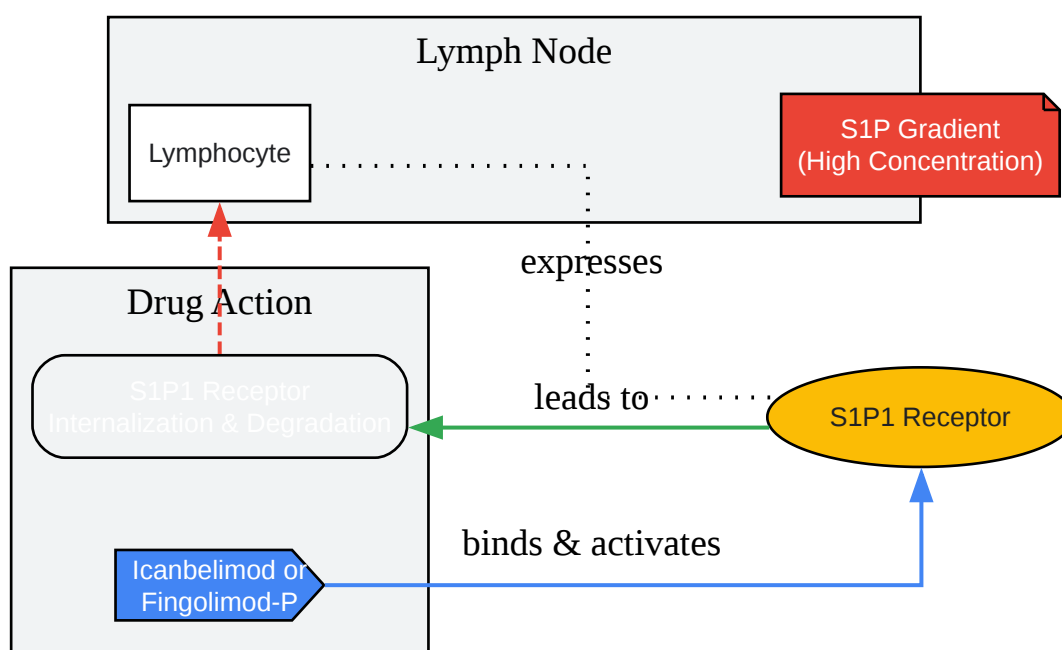 Lymph Node
Lymphocyte
S1P Gradient
(High Concentration)
expresses
Drug Action
S1P1 Receptor
Internalization & Degradation
leads to
S1P1 Receptor
binds & activates
Icanbelimod or
Fingolimod-P